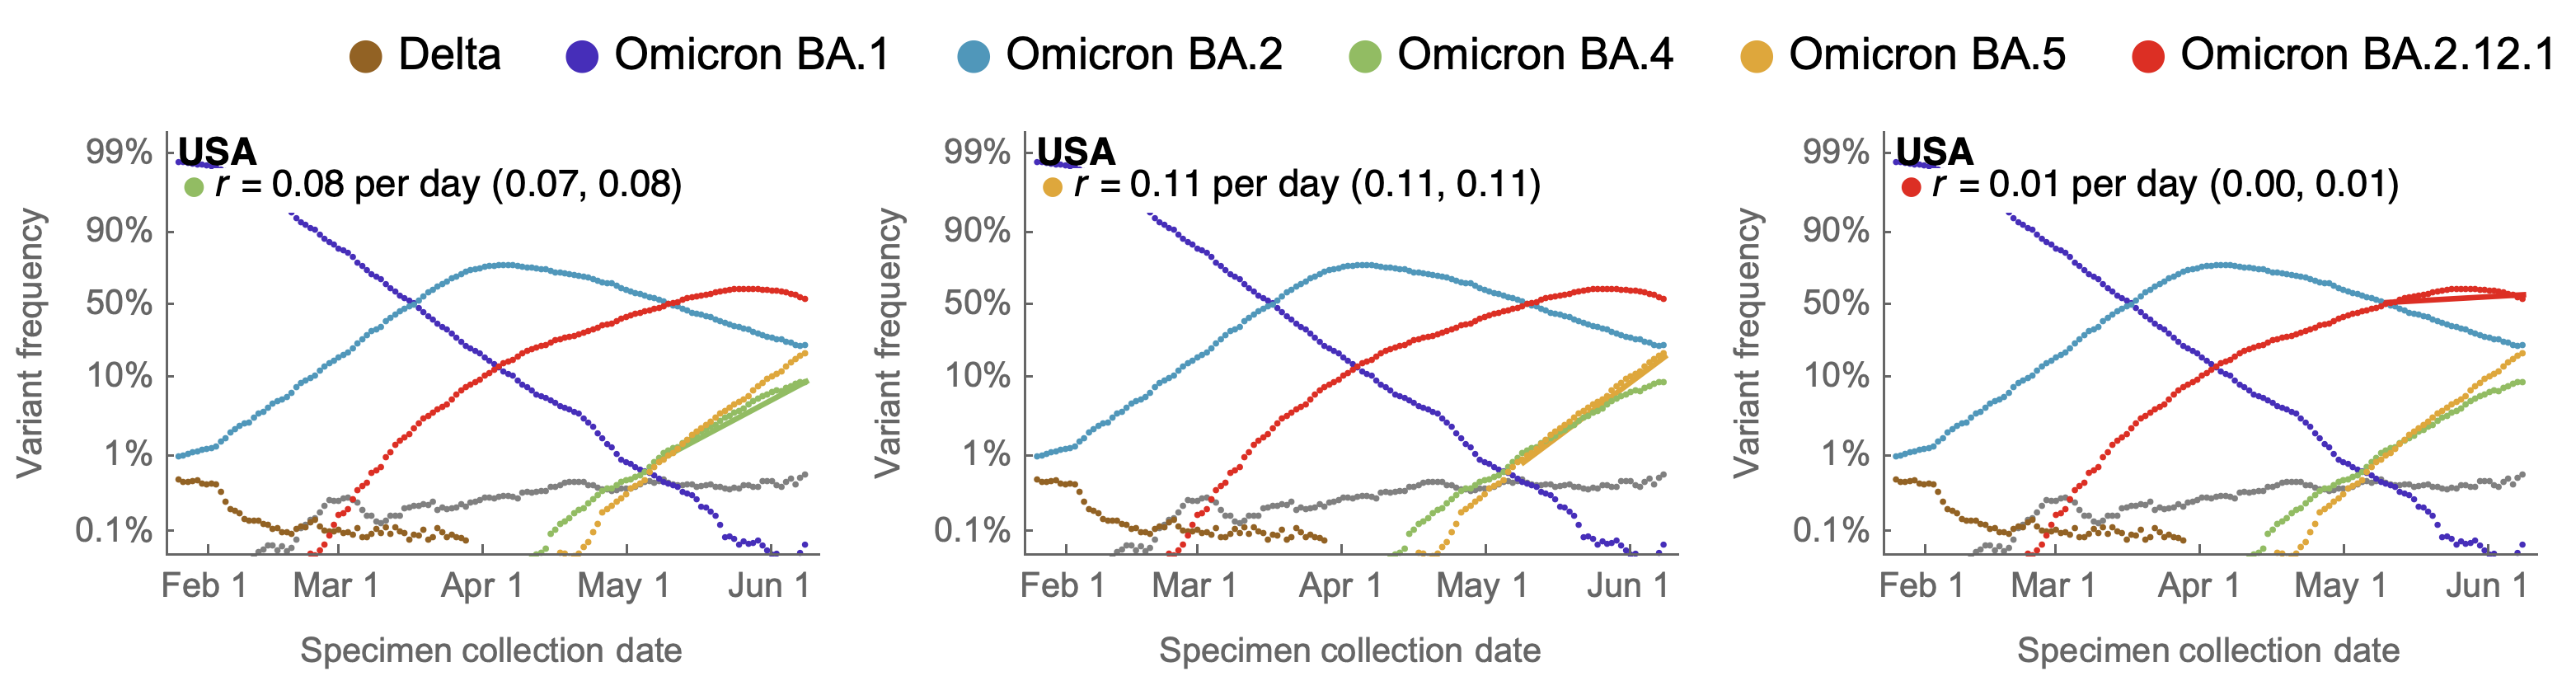 Delta Omicron BA.1 Omicron BA.2 Omicron BA.4 Omicron BA.5 Omicron BA.2.12.1
USA
r = 0.08 per day (0.07, 0.08)
Variant frequency
99%
90%
50%
10%
1%
0.1%
Feb 1 Mar 1 Apr 1 May 1 Jun 1
Specimen collection date
USA
r = 0.11 per day (0.11, 0.11)
Variant frequency
99%
90%
50%
10%
1%
0.1%
Feb 1 Mar 1 Apr 1 May 1 Jun 1
Specimen collection date
USA
r = 0.01 per day (0.00, 0.01)
Variant frequency
99%
90%
50%
10%
1%
0.1%
Feb 1 Mar 1 Apr 1 May 1 Jun 1
Specimen collection date